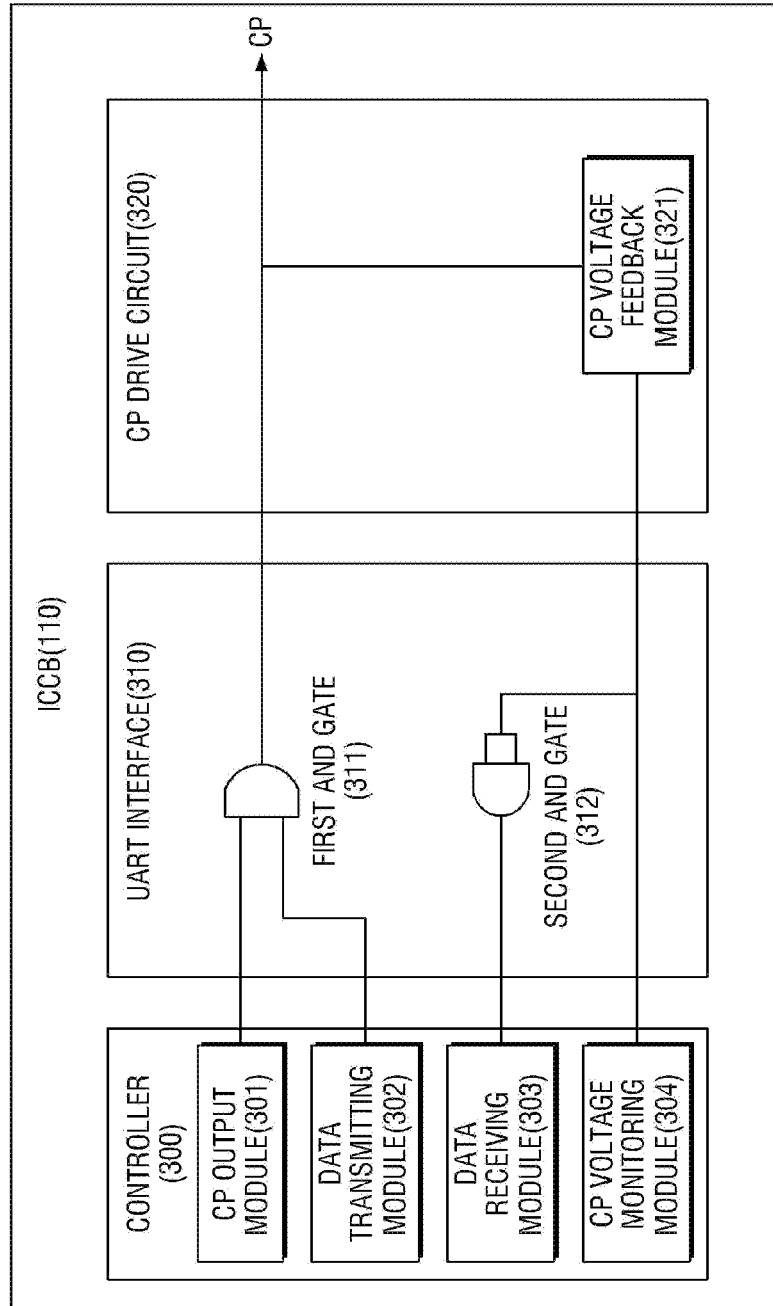 ICCB(110)
CONTROLLER
(300)
CP OUTPUT
MODULE(301)
DATA
TRANSMITTING
MODULE(302)
DATA
RECEIVING
MODULE(303)
CP VOLTAGE
MONITORING
MODULE(304)
UART INTERFACE(310)
FIRST AND GATE
(311)
SECOND AND GATE
(312)
CP DRIVE CIRCUIT(320)
CP VOLTAGE
FEEDBACK
MODULE(321)
CP